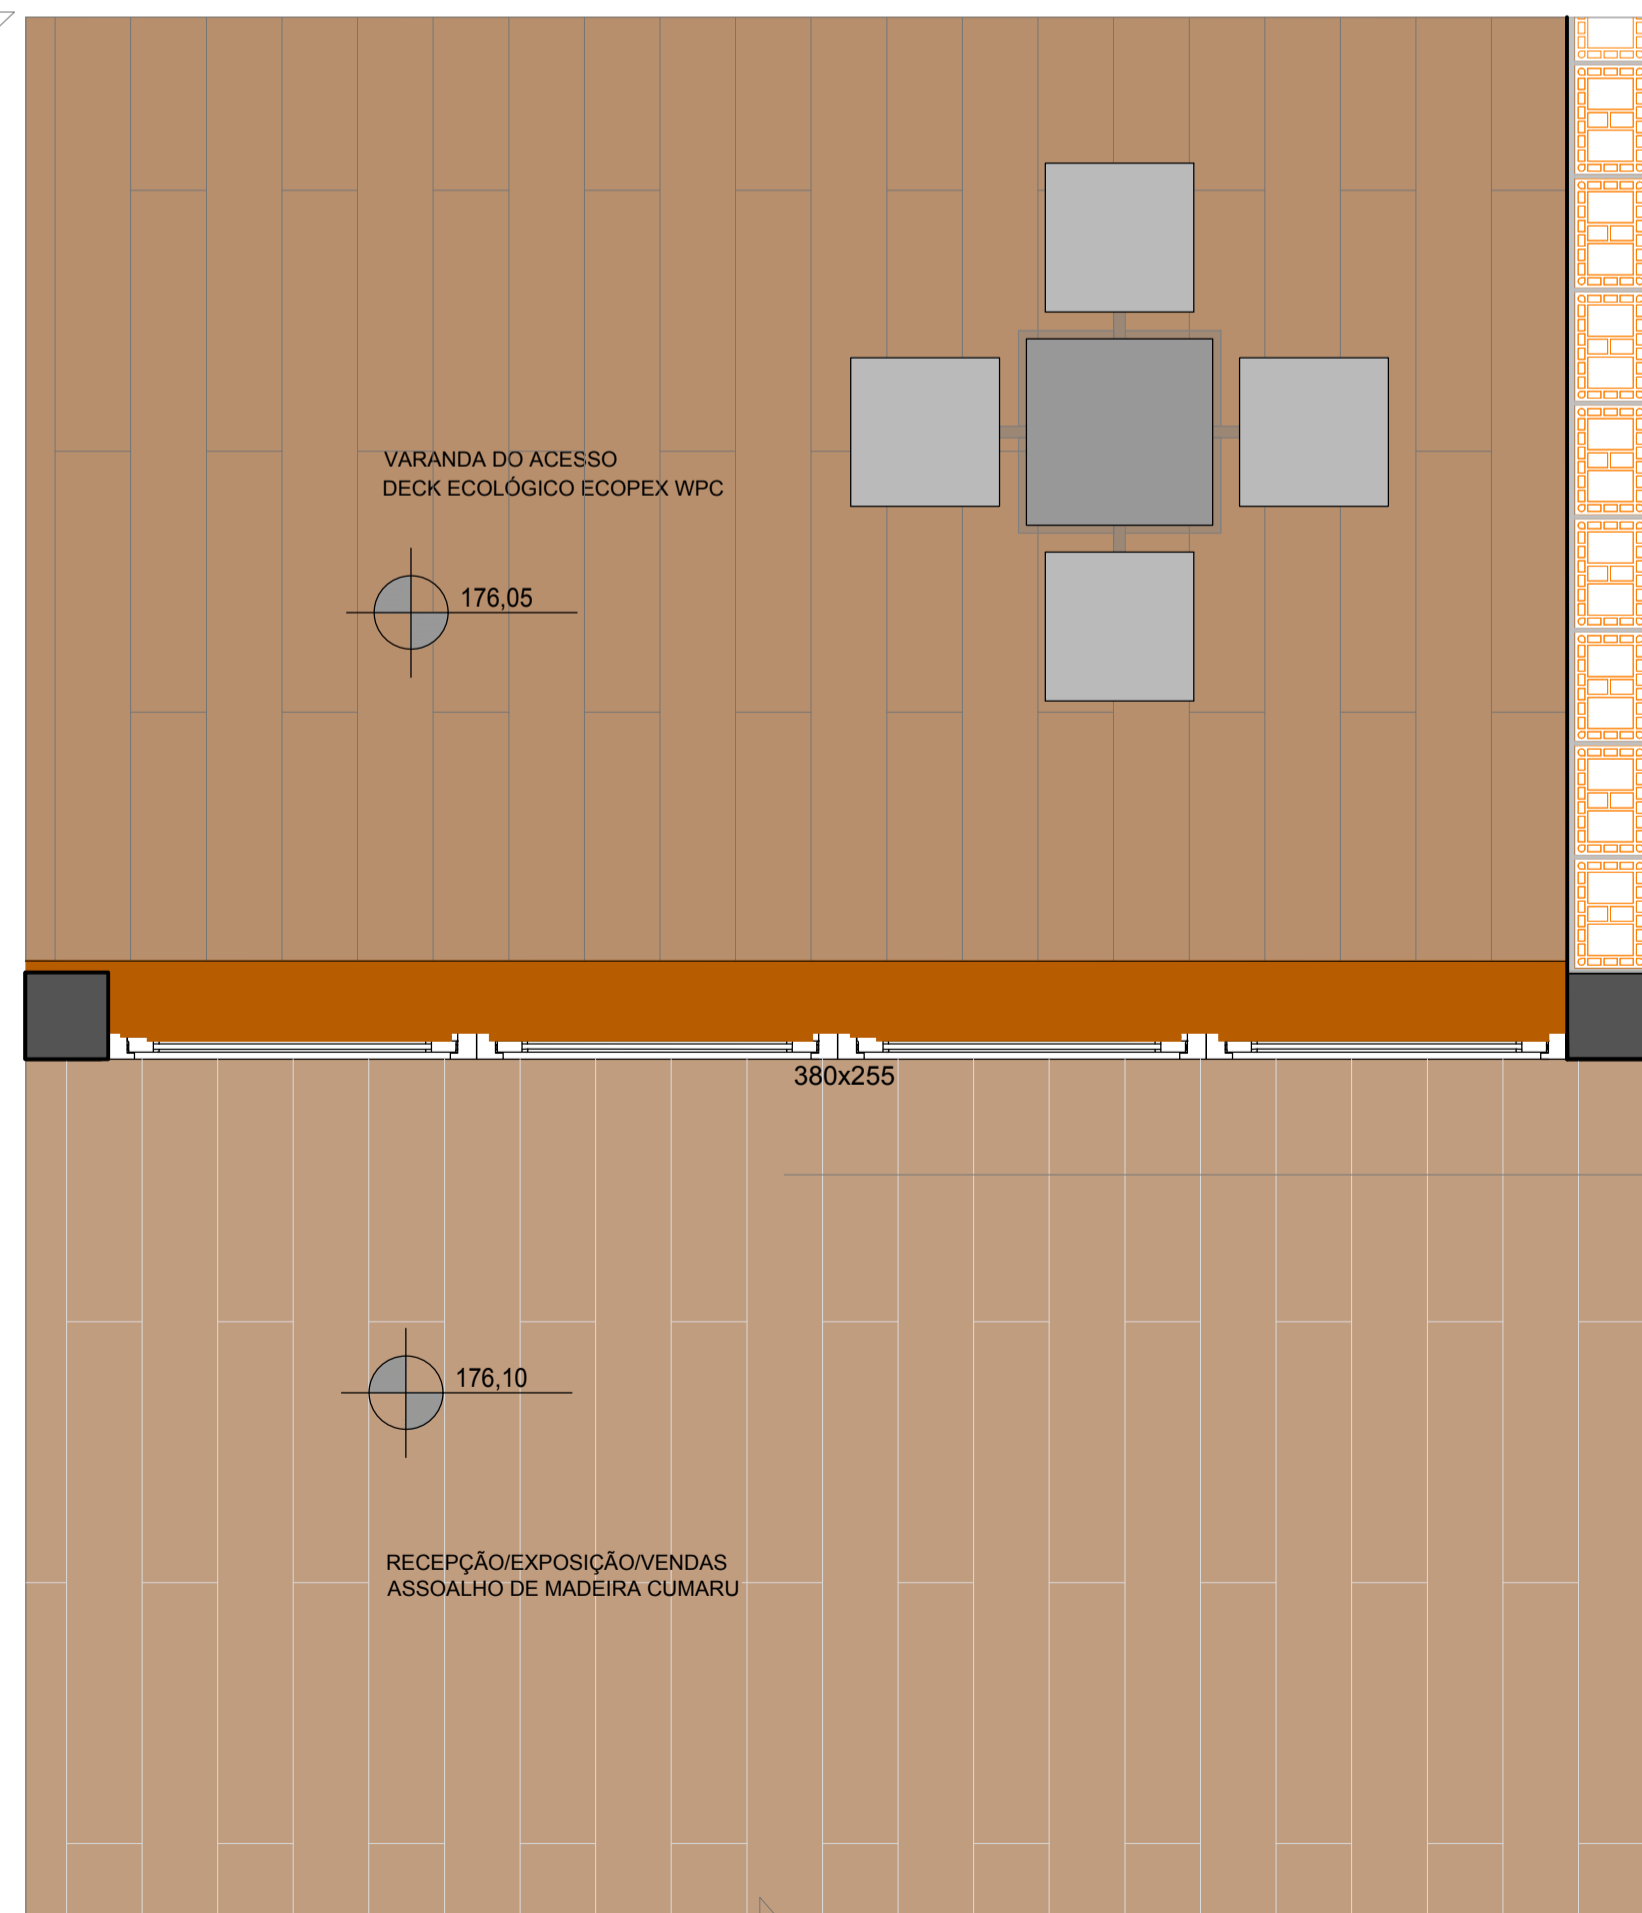 VARANDA DO ACESSO
DECK ECOLÓGICO ECOPEX WPC
176,05
380x255
176,10
RECEPÇÃO/EXPOSIÇÃO/VENDAS
ASSOALHO DE MADEIRA CUMARU